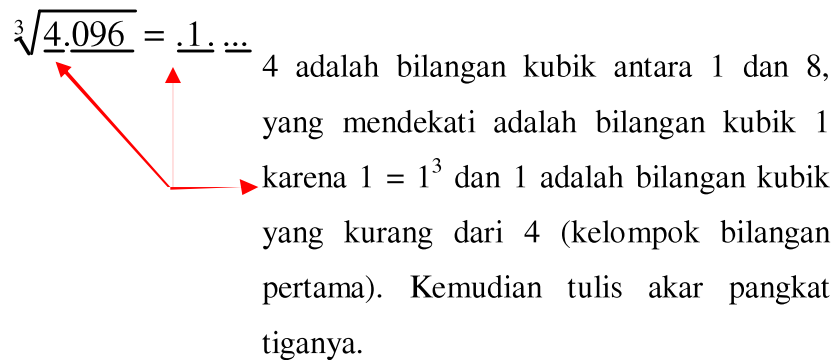 ∛4.096 = .1. ...
4 adalah bilangan kubik antara 1 dan 8,
yang mendekati adalah bilangan kubik 1
karena 1 = 1³ dan 1 adalah bilangan kubik
yang kurang dari 4 (kelompok bilangan
pertama). Kemudian tulis akar pangkat
tiganya.